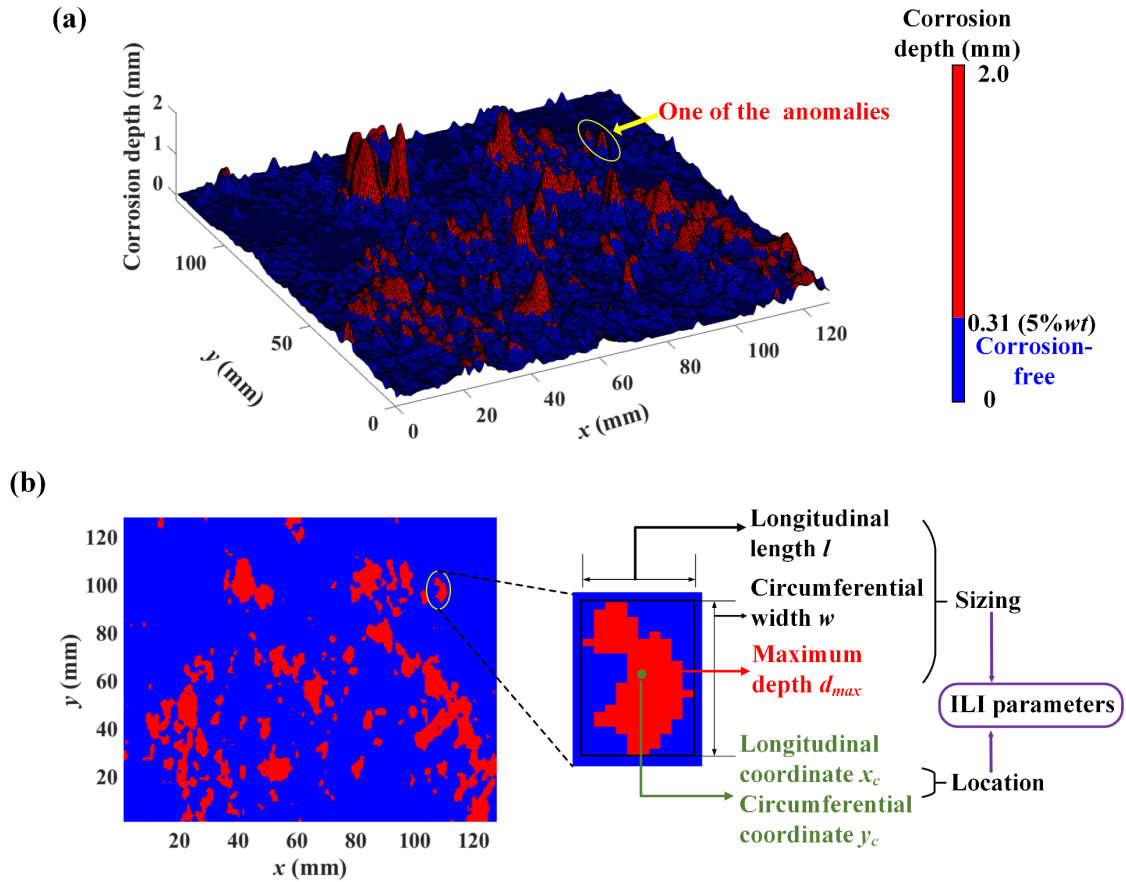 (a)
Corrosion
depth (mm)
2.0
0.31 (5%wt)
Corrosion-
free
0
One of the anomalies
Corrosion depth (mm)
2
1
0
100
50
0
y (mm)
0
20
40
60
80
100
120
x (mm)
(b)
120
100
80
60
40
20
y (mm)
20
40
60
80
100
120
x (mm)
Longitudinal
length l
Circumferential
width w
Maximum
depth dmax
Longitudinal
coordinate xc
Circumferential
coordinate yc
Sizing
ILI parameters
Location